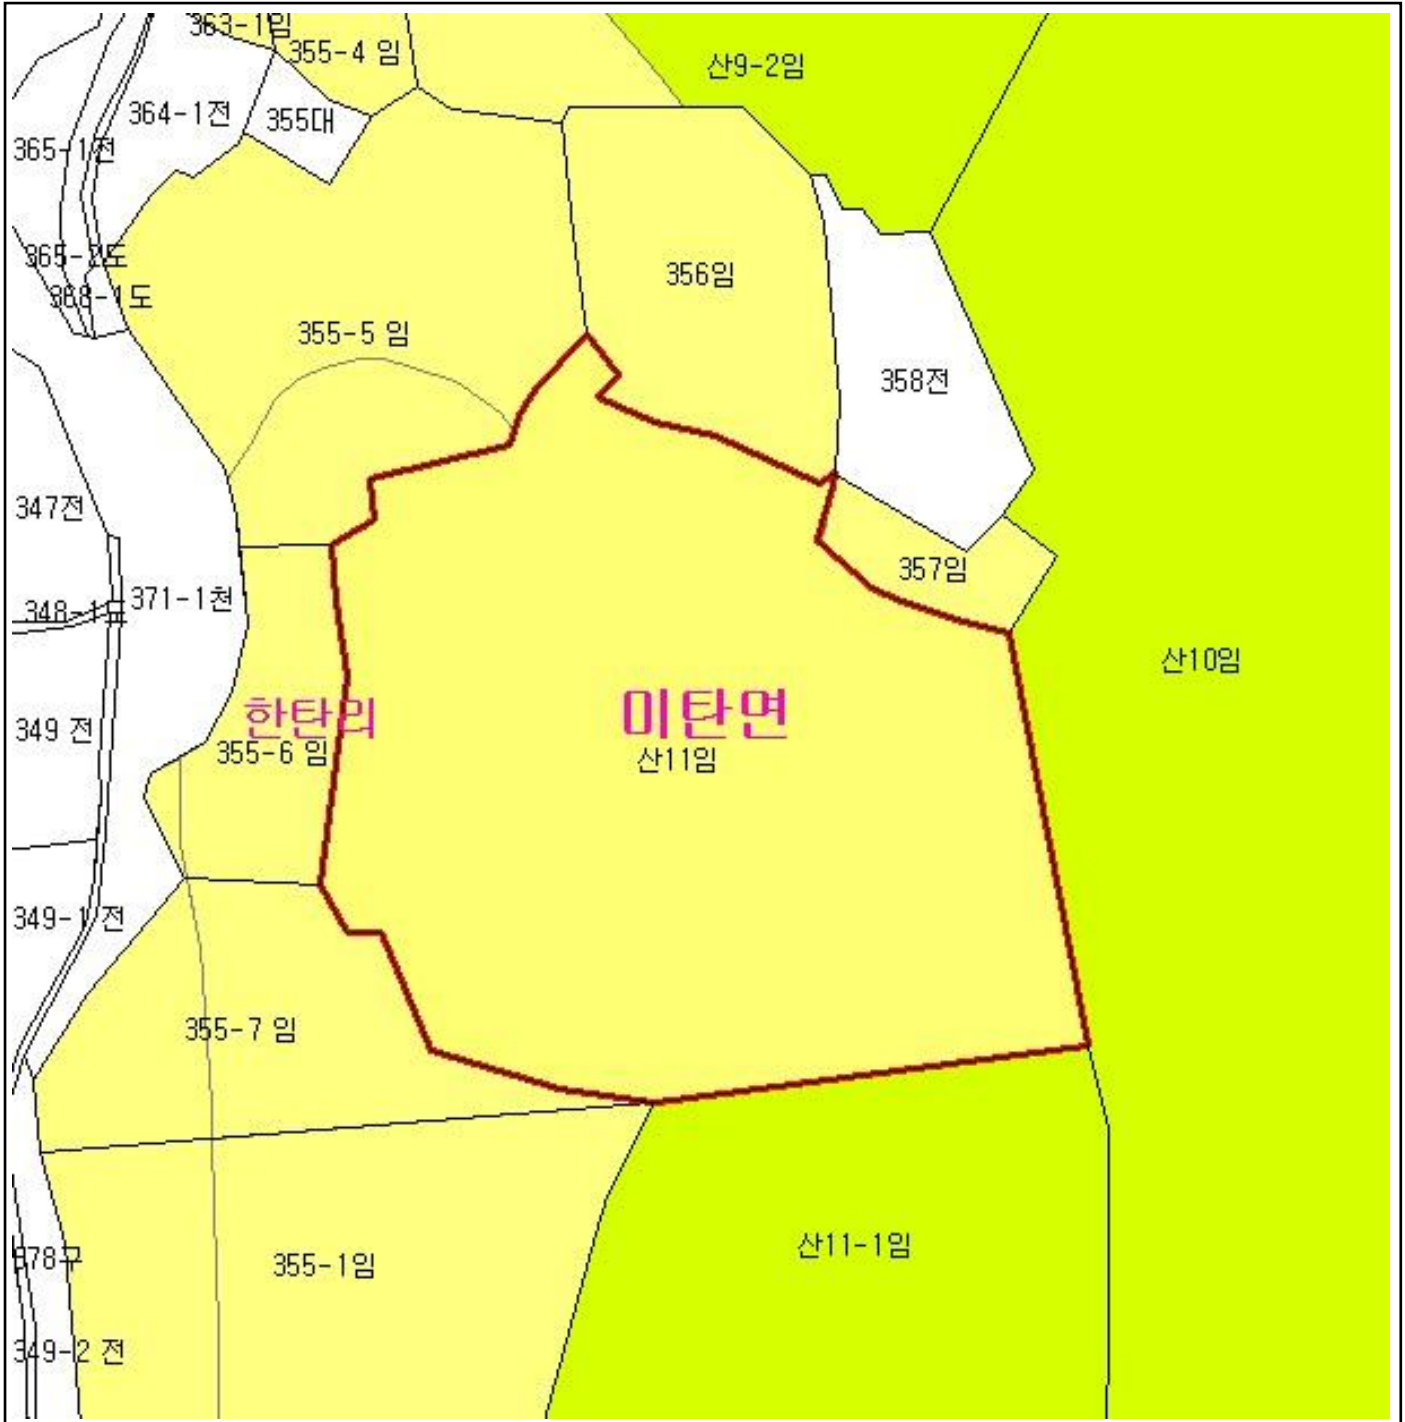 363-1임
355-4 임
산9-2임
364-1전
355대
365-1전
365-2도
356임
368-1도
355-5 임
358전
347전
357임
371-1천
348-1도
산10임
한탄리
미탄면
349 전
355-6 임
산11임
349-1전
355-7 임
산11-1임
378구
355-1임
349-2 전